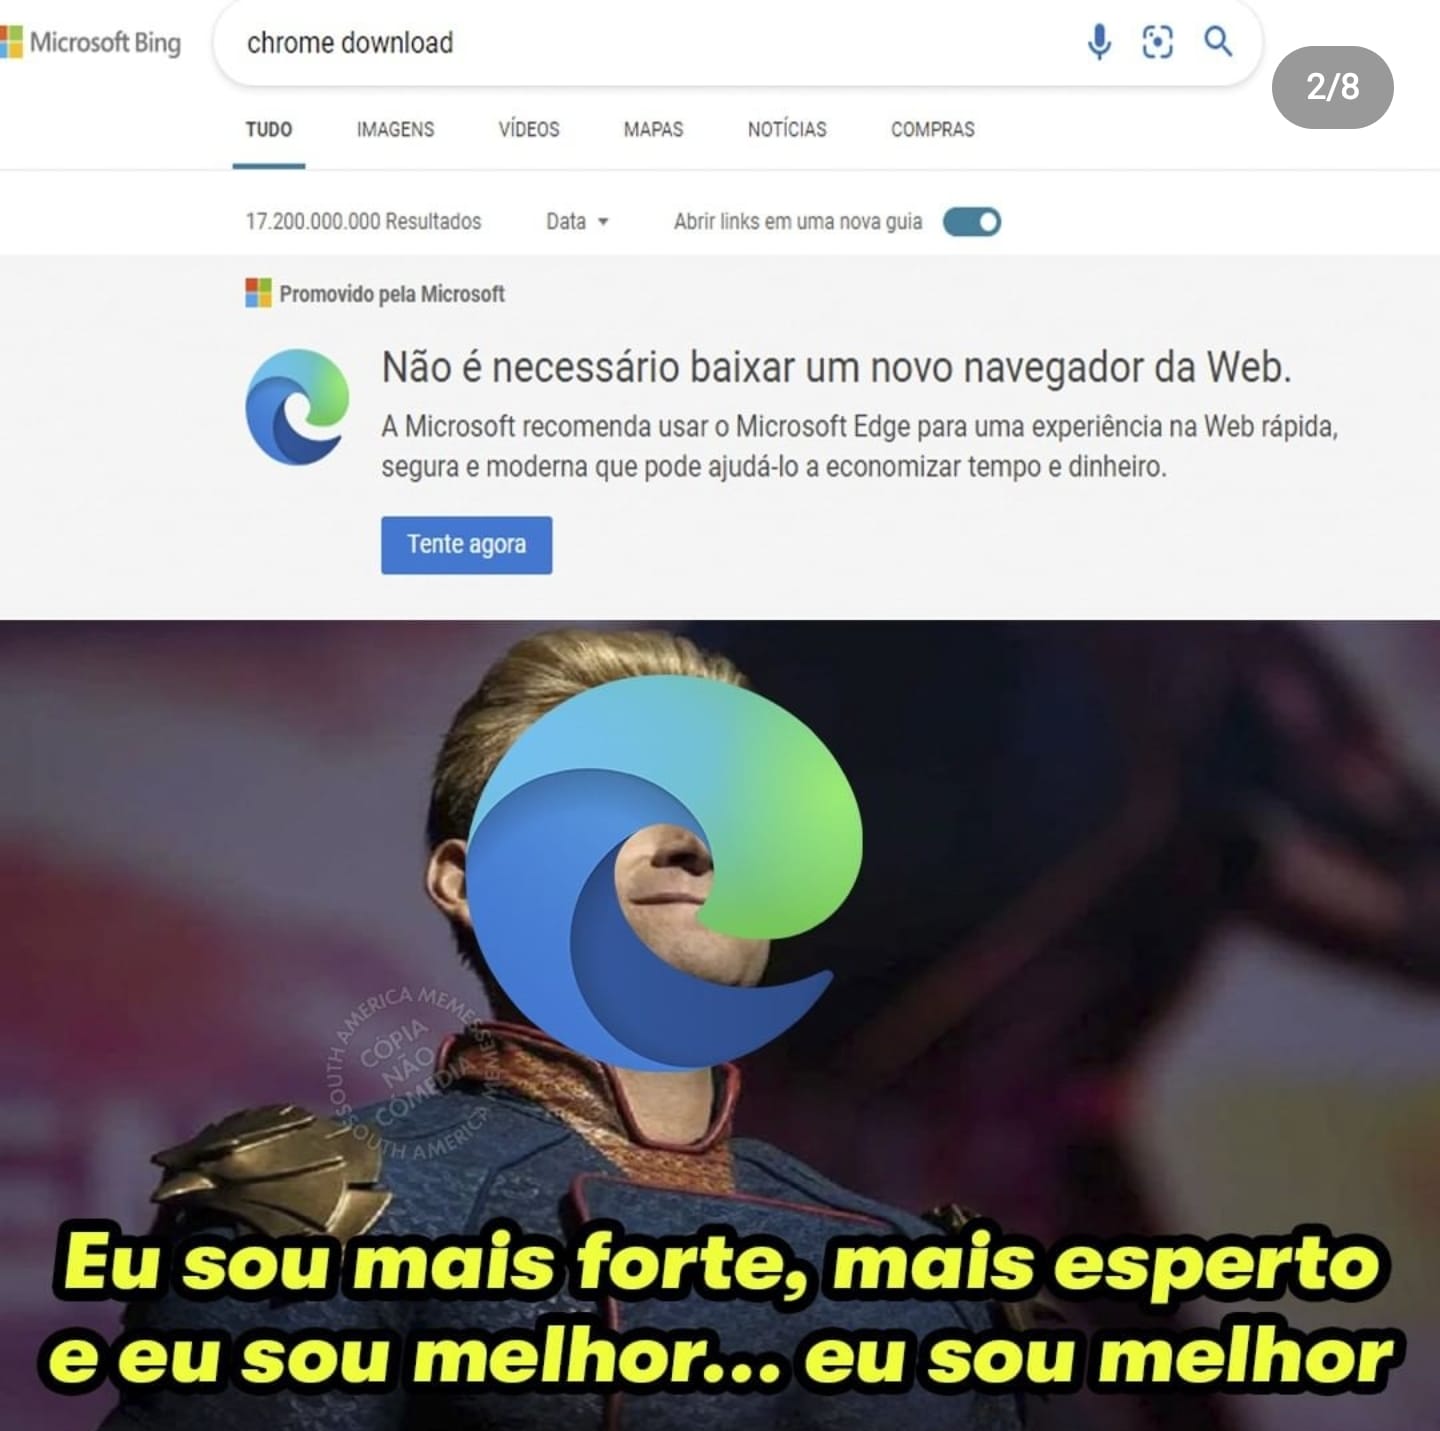 Microsoft Bing
chrome download
2/8
TUDO IMAGENS VÍDEOS MAPAS NOTÍCIAS COMPRAS
17.200.000.000 Resultados Data Abrir links em uma nova guia
Promovido pela Microsoft
Não é necessário baixar um novo navegador da Web.
A Microsoft recomenda usar o Microsoft Edge para uma experiência na Web rápida,
segura e moderna que pode ajudá-lo a economizar tempo e dinheiro.
Tente agora
SOUTH AMERICA MEMES
CÓPIA
NÃO
COMÉDIA
SOUTH AMERICA MEMES
Eu sou mais forte, mais esperto
e eu sou melhor... eu sou melhor